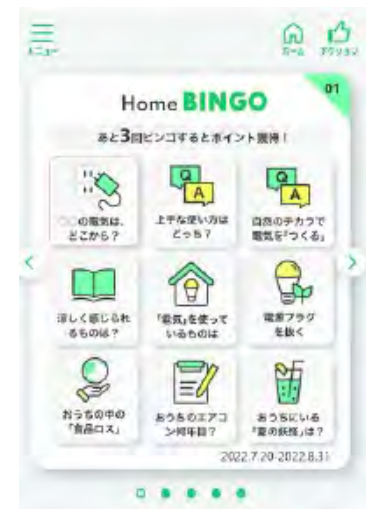 メニュー
ホーム
アクション
01
Home BINGO
あと3回ビンゴするとポイント獲得！
〇〇の電気は、
どこから？
Q
A
上手な使い方は
どっち？
Q
A
自然のチカラで
電気を「つくる」
涼しく感じられ
るものは？
「電気」を使って
いるものは
電源プラグ
を抜く
おうちの中の
「食品ロス」
おうちのエアコ
ン何年目？
おうちにいる
「夏の妖怪」は？
2022.7.20-2022.8.31